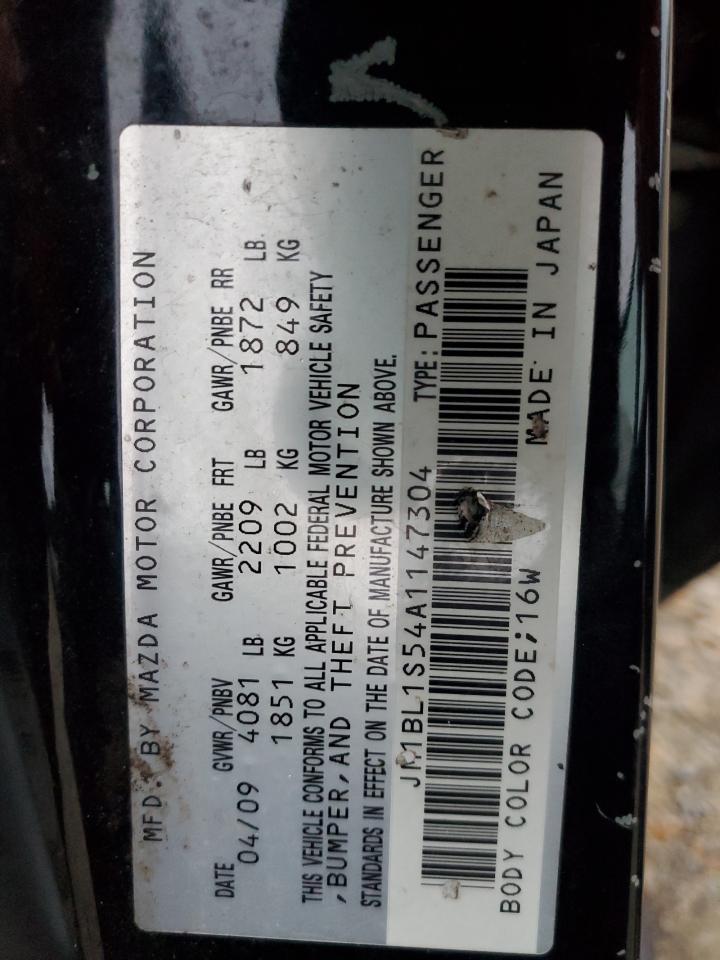 MFD. BY MAZDA MOTOR CORPORATION
DATE GVWR/PNBV GAWR/PNBE FRT GAWR/PNBE RR
04/09 4081 LB 2209 LB 1872 LB.
1851 KG 1002 KG 849 KG
THIS VEHICLE CONFORMS TO ALL APPLICABLE FEDERAL MOTOR VEHICLE SAFETY
,BUMPER,AND THEFT PREVENTION
STANDARDS IN EFFECT ON THE DATE OF MANUFACTURE SHOWN ABOVE.
JM1BL1S54A1147304 TYPE:PASSENGER
BODY COLOR CODE;16W MADE IN JAPAN